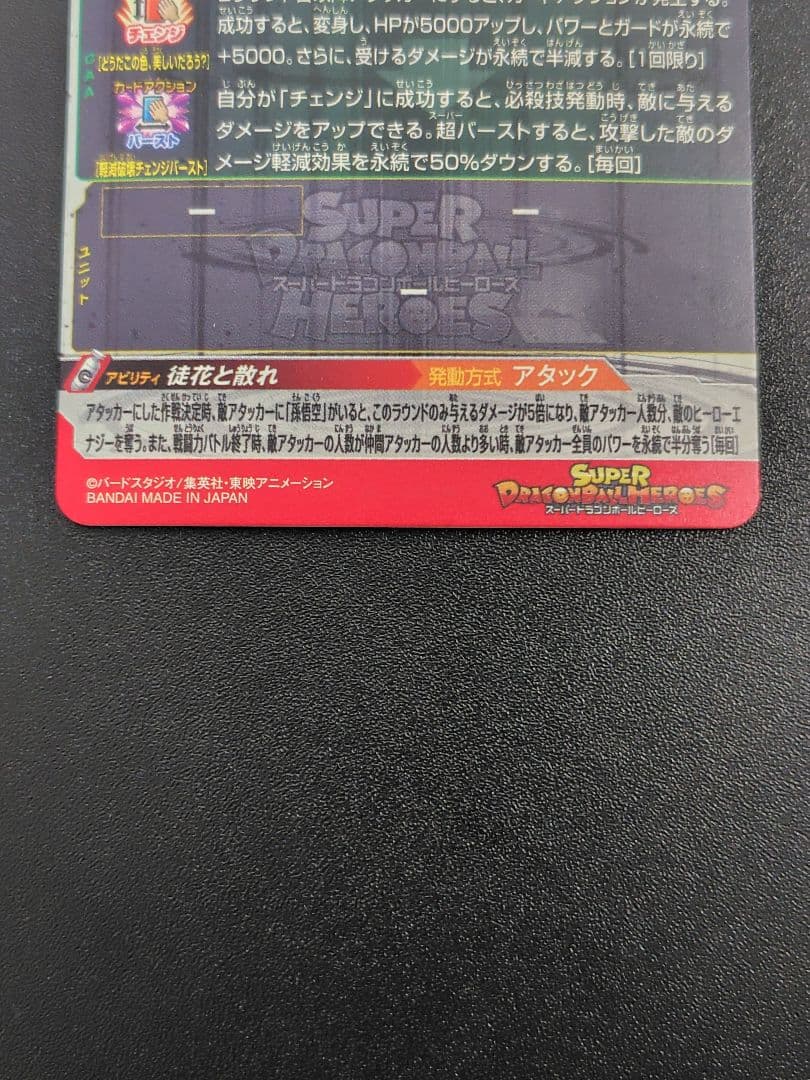 成功すると、変身し、HPが5000アップし、パワーとガードが永続で
+5000。さらに、受けるダメージが永続で半減する。[1回限り]
チェンジ
[どうだこの色、美しいだろう?]
CAA
カードアクション
バースト
[軽減破壊チェンジバースト]
自分が「チェンジ」に成功すると、必殺技発動時、敵に与える
ダメージをアップできる。超バーストすると、攻撃した敵のダ
メージ軽減効果を永続で50%ダウンする。[毎回]
ユニット
ー
ー
ー
SUPER
DRAGONBALL
スーパードラゴンボールヒーローズ
HEROES
アビリティ 徒花と散れ
発動方式 アタック
アタッカーにした作戦決定時、敵アタッカーに「孫悟空」がいると、このラウンドのみ与えるダメージが5倍になり、敵アタッカー人数分、敵のヒーローエ
ナジーを奪う。また、戦闘力バトル終了時、敵アタッカーの人数が仲間アタッカーの人数より多い時、敵アタッカー全員のパワーを永続で半分奪う[毎回]
©バードスタジオ/集英社・東映アニメーション
BANDAI MADE IN JAPAN
SUPER
DRAGONBALL HEROES
スーパードラゴンボールヒーローズ